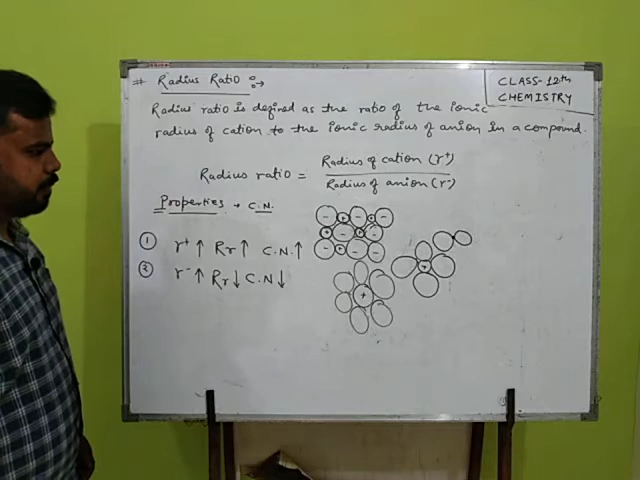 # Radius Ratio :→
CLASS-12th
CHEMISTRY
Radius ratio is defined as the ratio of the ionic
radius of cation to the ionic radius of anion in a compound.
Radius ratio = Radius of cation (r+)
Radius of anion (r-)
Properties → C.N.
① r+ ↑ Rr ↑ C.N. ↑
② r- ↑ Rr ↓ C.N ↓
- + - + -
+ - + -
- + - -
+
+